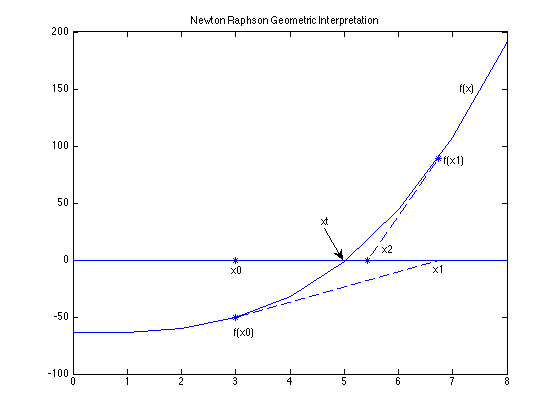 Newton Raphson Geometric Interpretation
200
150
100
50
0
-50
-100
f(x)
f(x1)
xt
x2
x0
x1
f(x0)
0 1 2 3 4 5 6 7 8